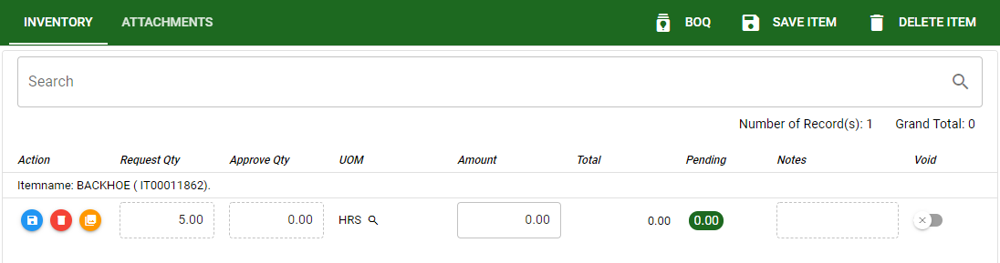 INVENTORY ATTACHMENTS BOQ SAVE ITEM DELETE ITEM
Search
Number of Record(s): 1 Grand Total: 0
Action Request Qty Approve Qty UOM Amount Total Pending Notes Void
Itemname: BACKHOE ( IT00011862).
5.00 0.00 HRS 0.00 0.00 0.00